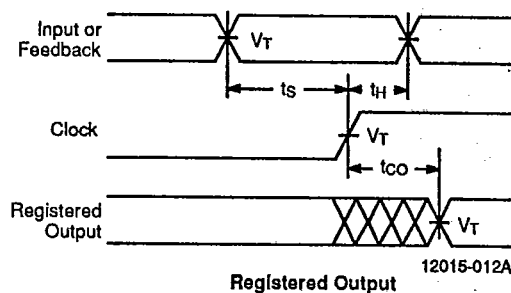 Input or
Feedback
VT
tS
tH
Clock
VT
tCO
Registered
Output
VT
12015-012A
Registered Output